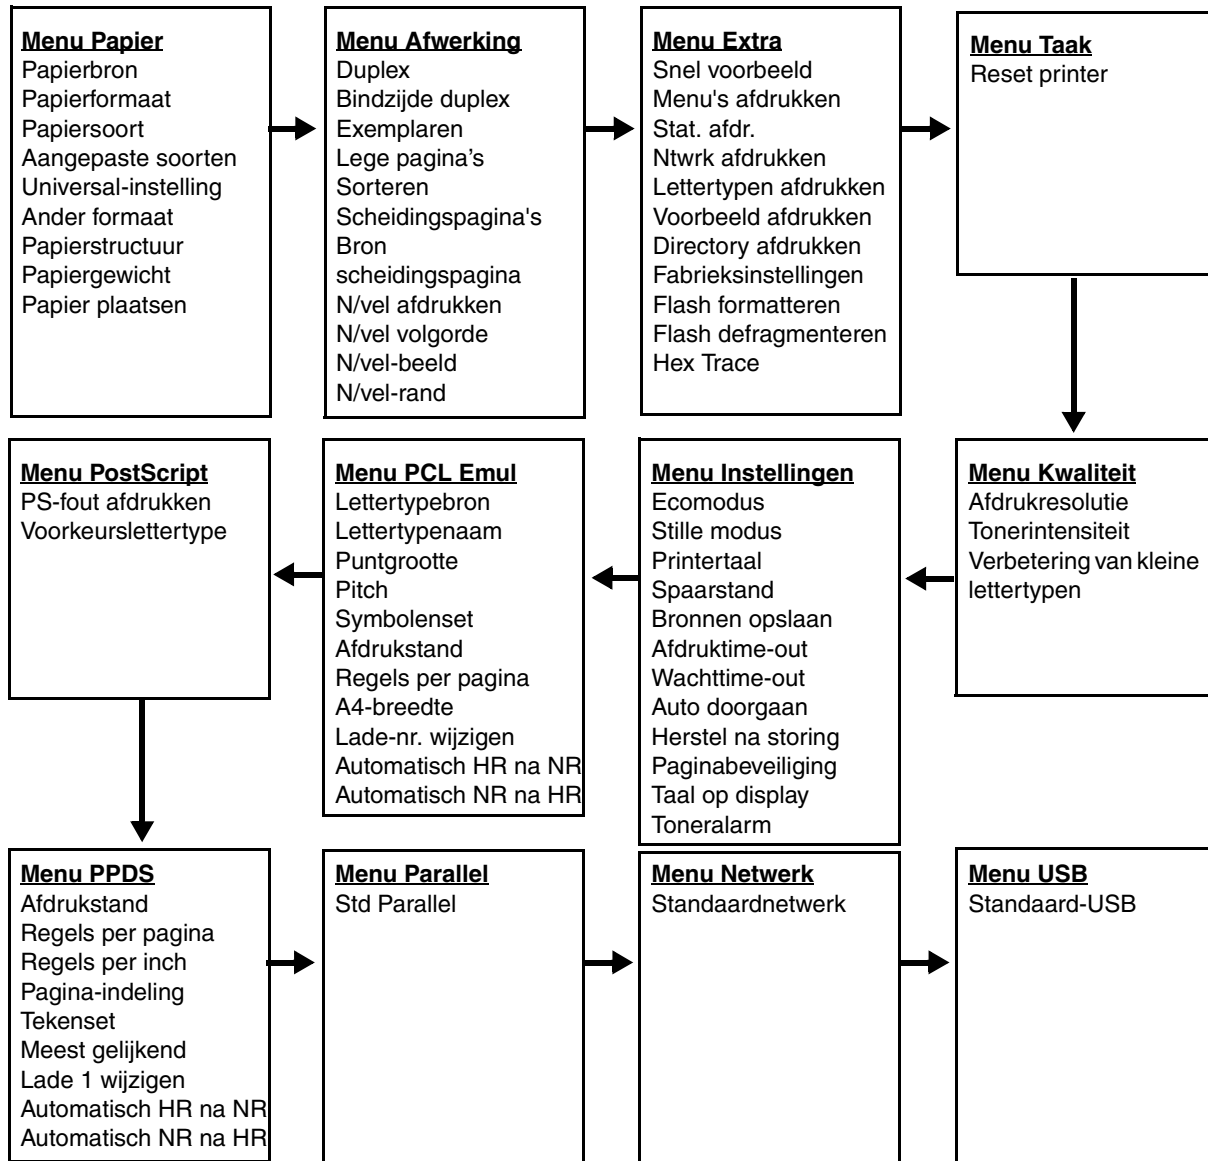 Menu Papier
Papierbron
Papierformaat
Papiersoort
Aangepaste soorten
Universal-instelling
Ander formaat
Papierstructuur
Papiergewicht
Papier plaatsen
Menu Afwerking
Duplex
Bindzijde duplex
Exemplaren
Lege pagina’s
Sorteren
Scheidingspagina's
Bron
scheidingspagina
N/vel afdrukken
N/vel volgorde
N/vel-beeld
N/vel-rand
Menu Extra
Snel voorbeeld
Menu's afdrukken
Stat. afdr.
Ntwrk afdrukken
Lettertypen afdrukken
Voorbeeld afdrukken
Directory afdrukken
Fabrieksinstellingen
Flash formatteren
Flash defragmenteren
Hex Trace
Menu Taak
Reset printer
Menu PostScript
PS-fout afdrukken
Voorkeurslettertype
Menu PCL Emul
Lettertypebron
Lettertypenaam
Puntgrootte
Pitch
Symbolenset
Afdrukstand
Regels per pagina
A4-breedte
Lade-nr. wijzigen
Automatisch HR na NR
Automatisch NR na HR
Menu Instellingen
Ecomodus
Stille modus
Printertaal
Spaarstand
Bronnen opslaan
Afdruktime-out
Wachttime-out
Auto doorgaan
Herstel na storing
Paginabeveiliging
Taal op display
Toneralarm
Menu Kwaliteit
Afdrukresolutie
Tonerintensiteit
Verbetering van kleine
lettertypen
Menu PPDS
Afdrukstand
Regels per pagina
Regels per inch
Pagina-indeling
Tekenset
Meest gelijkend
Lade 1 wijzigen
Automatisch HR na NR
Automatisch NR na HR
Menu Parallel
Std Parallel
Menu Netwerk
Standaardnetwerk
Menu USB
Standaard-USB